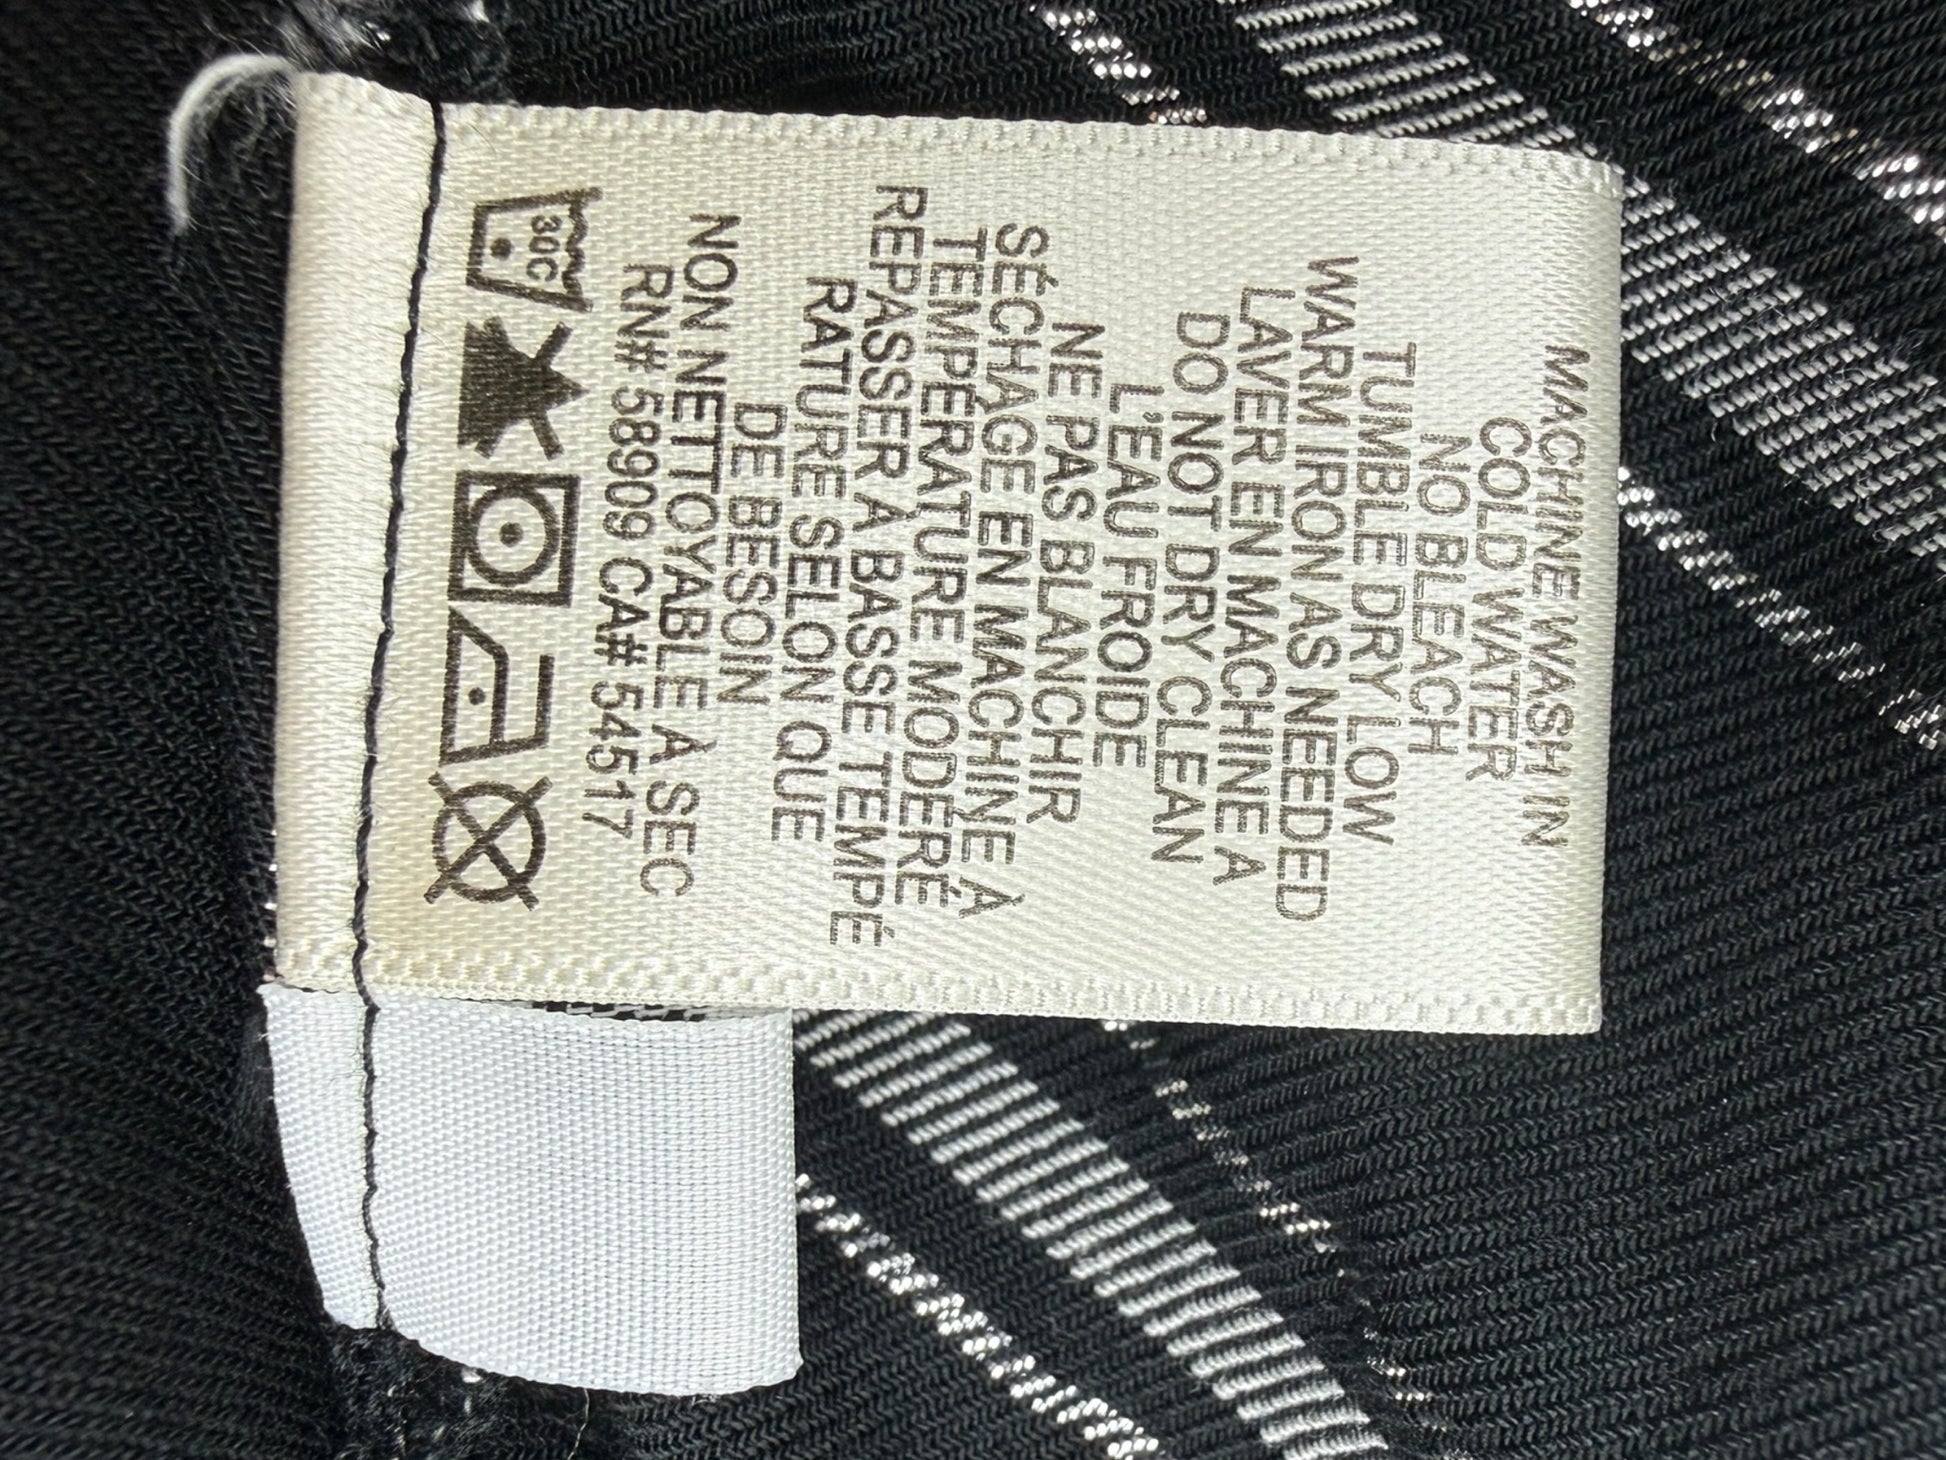 MACHINE WASH IN
COLD WATER
NO BLEACH
TUMBLE DRY LOW
WARM IRON AS NEEDED
LAVER EN MACHINE A
DO NOT DRY CLEAN
L'EAU FROIDE
NE PAS BLANCHIR
SÉCHAGE EN MACHINE À
TEMPÉRATURE MODÉRÉ
REPASSER A BASSE TEMPÉ
RATURE SELON QUE
DE BESOIN
NON NETTOYABLE À SEC
RN# 58909 CA# 54517
30C